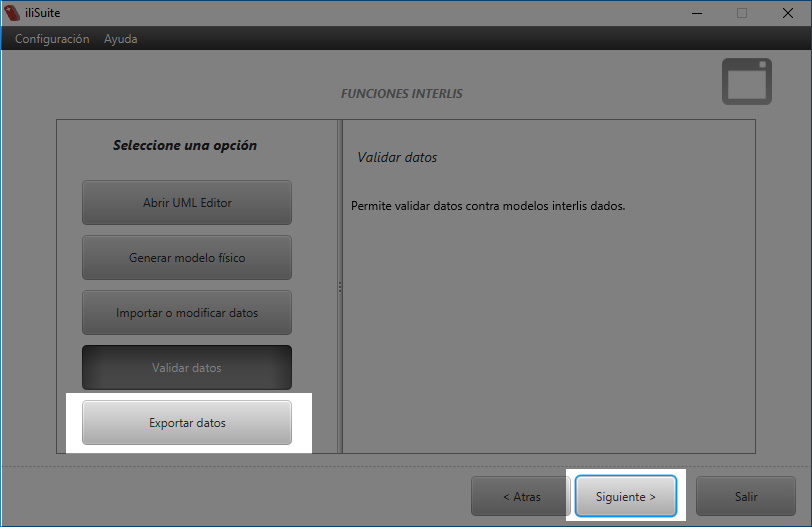 iliSuite
Configuración Ayuda
FUNCIONES INTERLIS
Seleccione una opción
Abrir UML Editor
Generar modelo físico
Importar o modificar datos
Validar datos
Exportar datos
Validar datos
Permite validar datos contra modelos interlis dados.
< Atras
Siguiente >
Salir